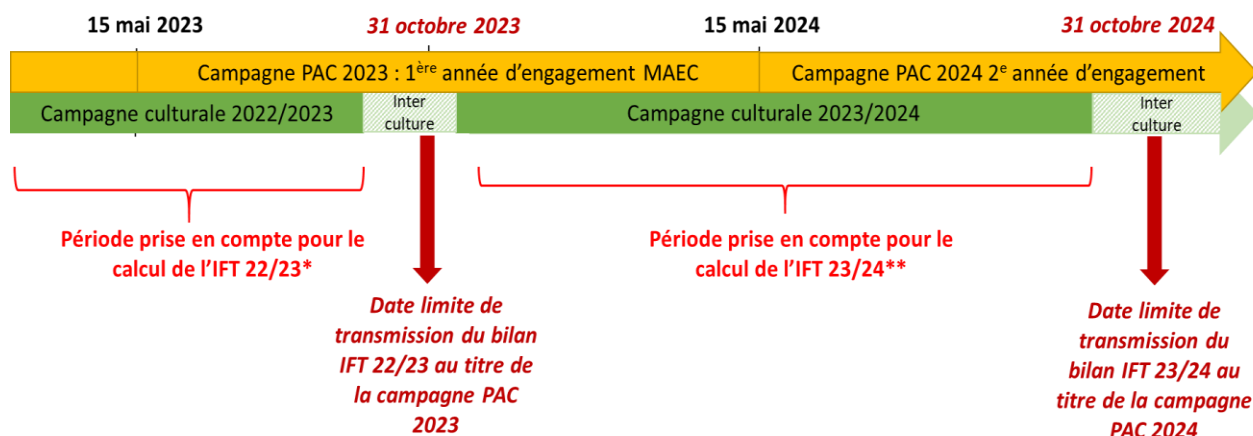 15 mai 2023
31 octobre 2023
15 mai 2024
31 octobre 2024
Campagne PAC 2023 : 1ère année d’engagement MAEC
Campagne PAC 2024 2e année d’engagement
Campagne culturale 2022/2023
Inter
culture
Campagne culturale 2023/2024
Inter
culture
Période prise en compte pour le
calcul de l’IFT 22/23*
Période prise en compte pour le
calcul de l’IFT 23/24**
Date limite de
transmission du bilan
IFT 22/23 au titre de
la campagne PAC
2023
Date limite de
transmission du
bilan IFT 23/24 au
titre de la campagne
PAC 2024